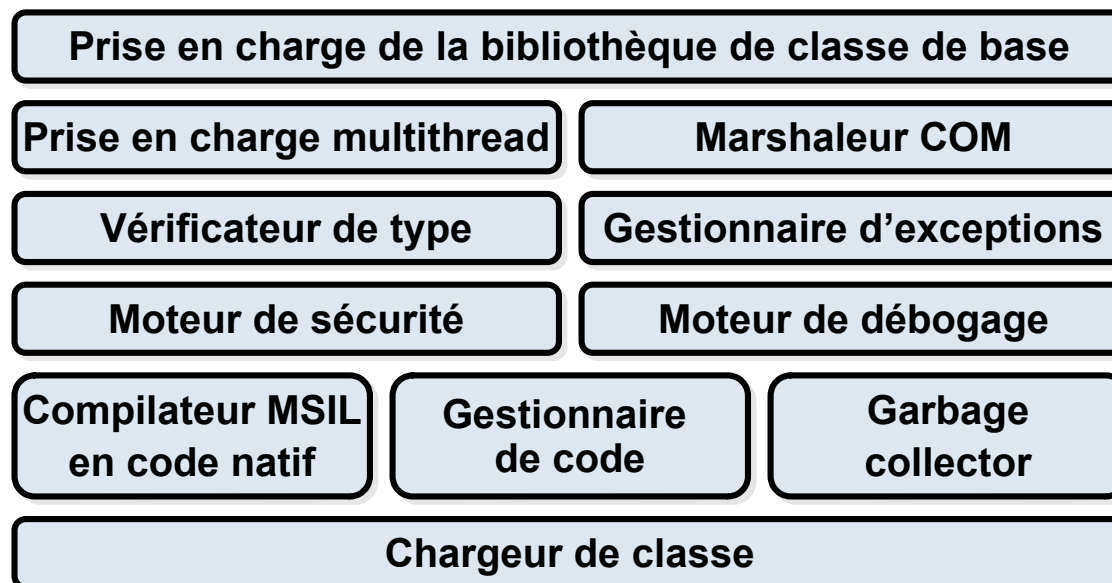 Prise en charge de la bibliothèque de classe de base
Prise en charge multithread
Marshaleur COM
Vérificateur de type
Gestionnaire d’exceptions
Moteur de sécurité
Moteur de débogage
Compilateur MSIL
en code natif
Gestionnaire
de code
Garbage
collector
Chargeur de classe